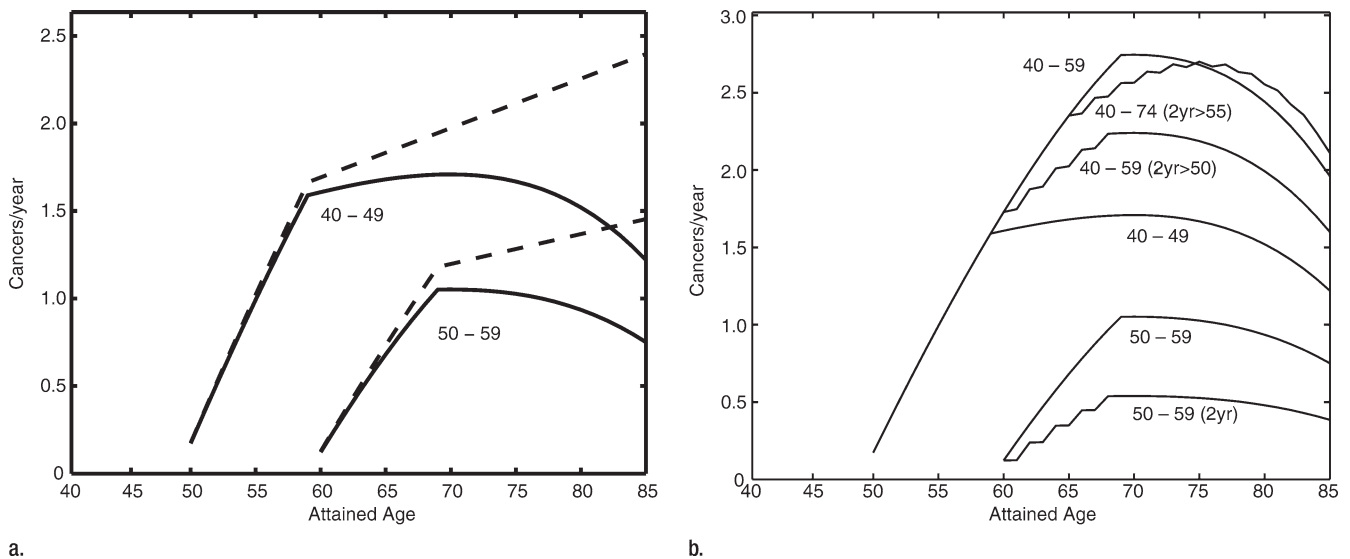 2.5
2.0
1.5
1.0
0.5
0
Cancers/year
40 – 49
50 – 59
40 45 50 55 60 65 70 75 80 85
Attained Age
a.
3.0
2.5
2.0
1.5
1.0
0.5
0
Cancers/year
40 – 59
40 – 74 (2yr>55)
40 – 59 (2yr>50)
40 – 49
50 – 59
50 – 59 (2yr)
40 45 50 55 60 65 70 75 80 85
Attained Age
b.